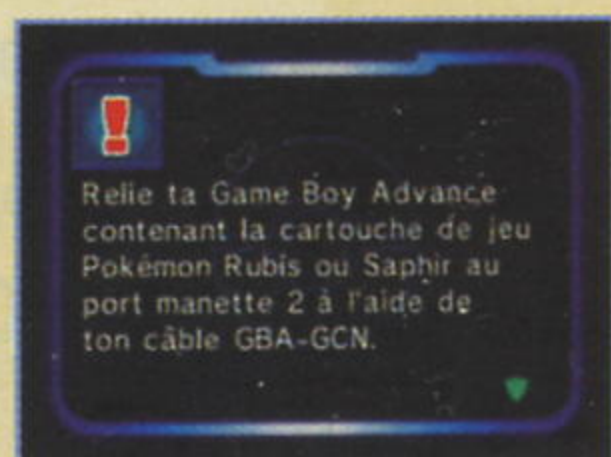 Relie ta Game Boy Advance
contenant la cartouche de jeu
Pokémon Rubis ou Saphir au
port manette 2 à l'aide de
ton câble GBA-GCN.